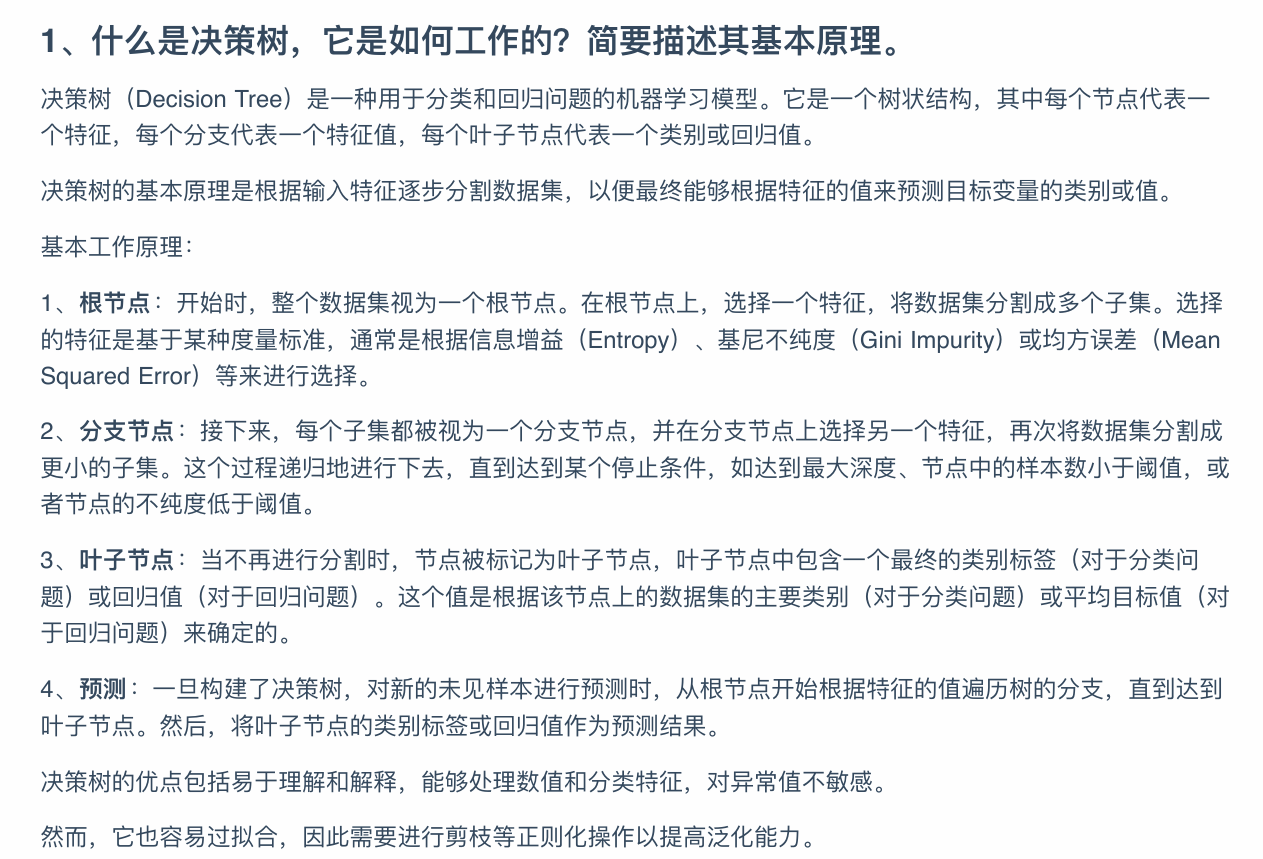 1、什么是决策树，它是如何工作的？简要描述其基本原理。
决策树（Decision Tree）是一种用于分类和回归问题的机器学习模型。它是一个树状结构，其中每个节点代表一
个特征，每个分支代表一个特征值，每个叶子节点代表一个类别或回归值。
决策树的基本原理是根据输入特征逐步分割数据集，以便最终能够根据特征的值来预测目标变量的类别或值。
基本工作原理：
1、根节点：开始时，整个数据集视为一个根节点。在根节点上，选择一个特征，将数据集分割成多个子集。选择
的特征是基于某种度量标准，通常是根据信息增益（Entropy）、基尼不纯度（Gini Impurity）或均方误差（Mean
Squared Error）等来进行选择。
2、分支节点：接下来，每个子集都被视为一个分支节点，并在分支节点上选择另一个特征，再次将数据集分割成
更小的子集。这个过程递归地进行下去，直到达到某个停止条件，如达到最大深度、节点中的样本数小于阈值，或
者节点的不纯度低于阈值。
3、叶子节点：当不再进行分割时，节点被标记为叶子节点，叶子节点中包含一个最终的类别标签（对于分类问
题）或回归值（对于回归问题）。这个值是根据该节点上的数据集的主要类别（对于分类问题）或平均目标值（对
于回归问题）来确定的。
4、预测：一旦构建了决策树，对新的未见样本进行预测时，从根节点开始根据特征的值遍历树的分支，直到达到
叶子节点。然后，将叶子节点的类别标签或回归值作为预测结果。
决策树的优点包括易于理解和解释，能够处理数值和分类特征，对异常值不敏感。
然而，它也容易过拟合，因此需要进行剪枝等正则化操作以提高泛化能力。